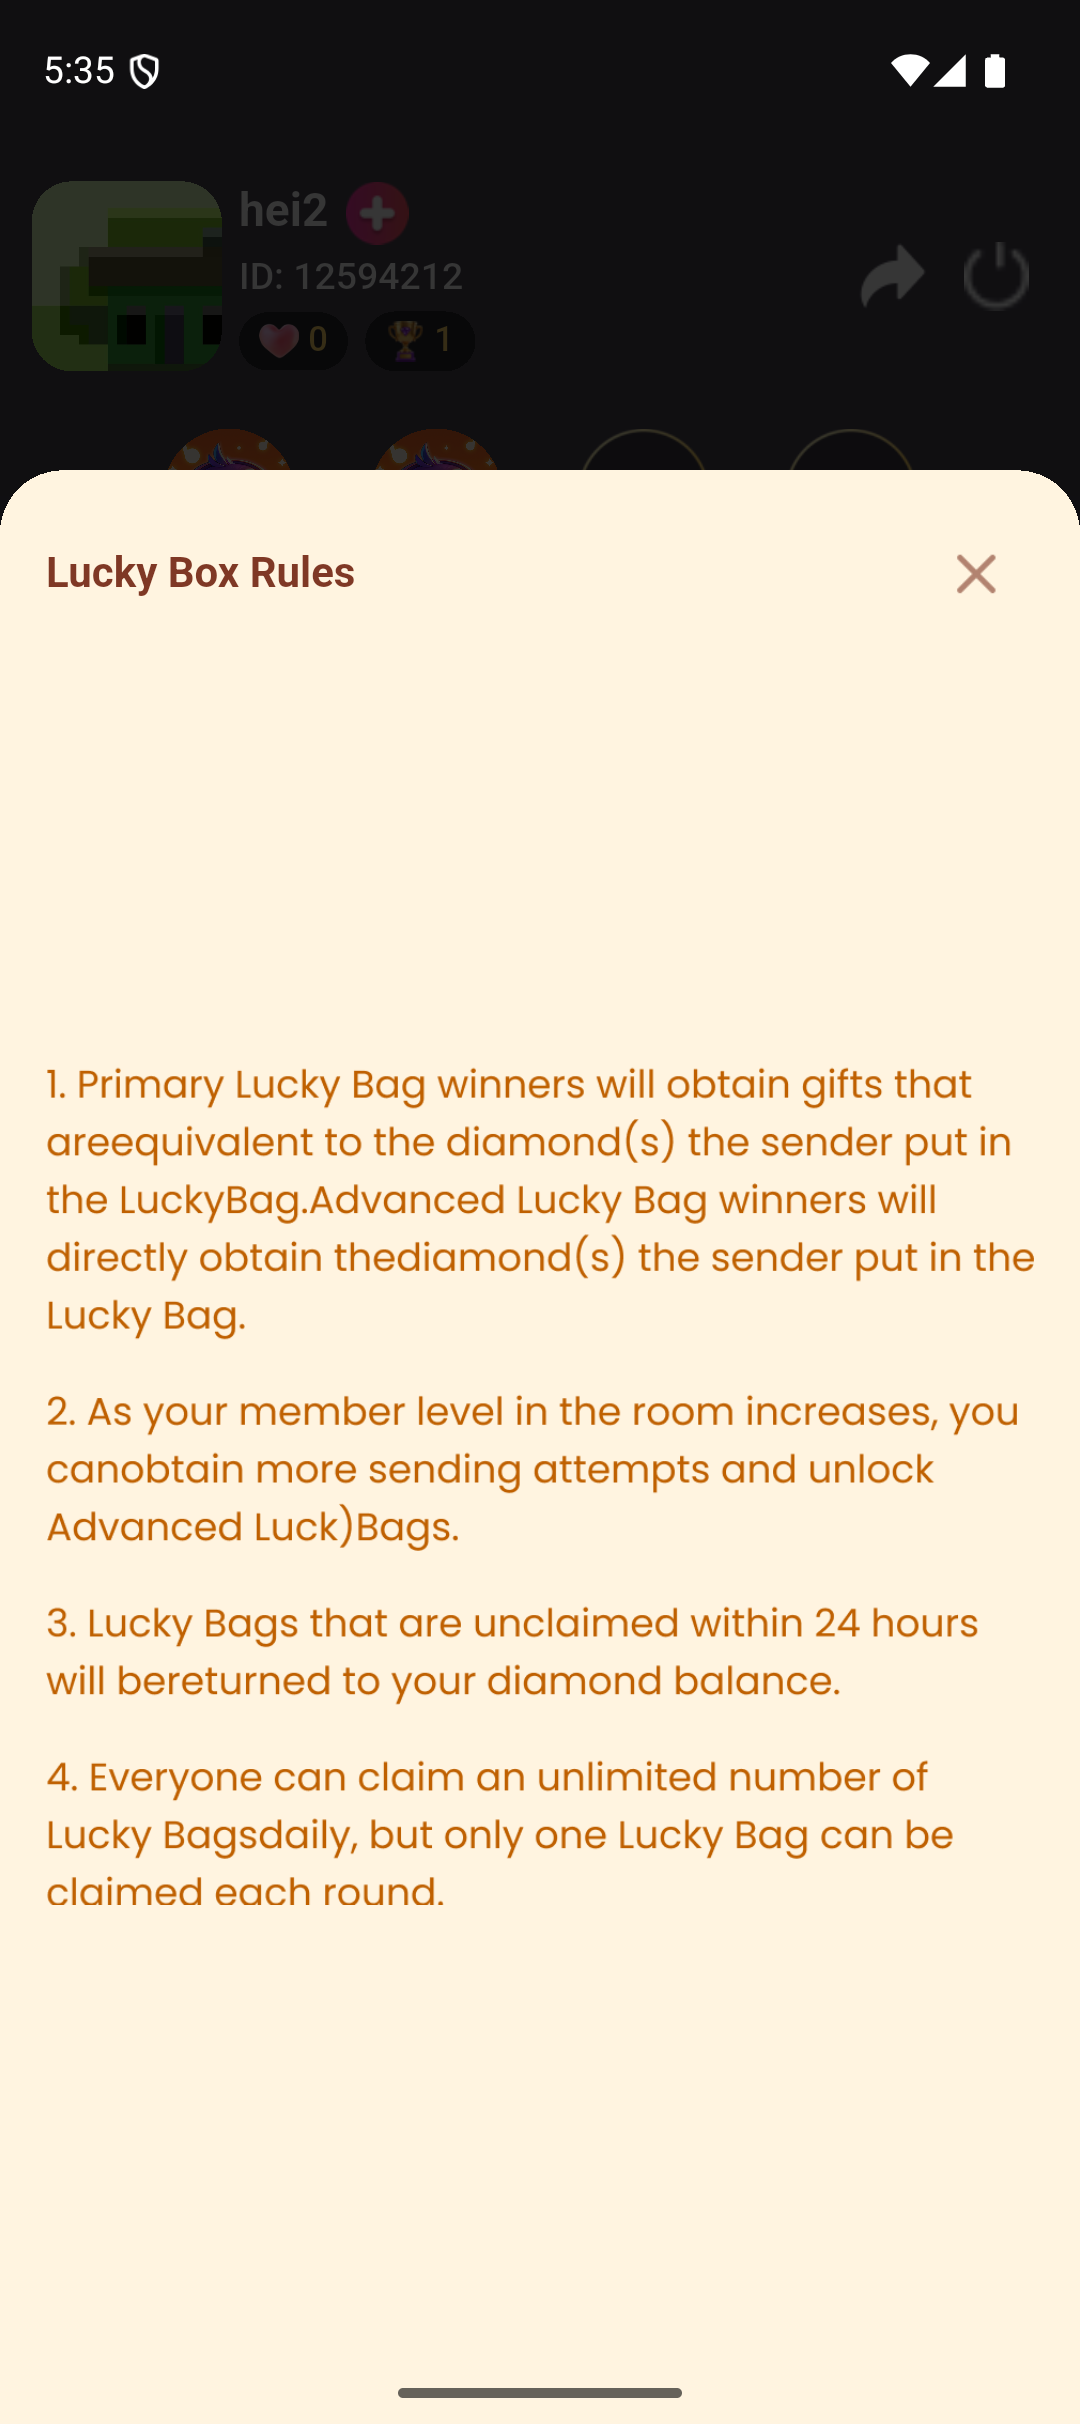 5:35
hei2
ID: 12594212
0
1
Lucky Box Rules
1. Primary Lucky Bag winners will obtain gifts that
areequivalent to the diamond(s) the sender put in
the LuckyBag.Advanced Lucky Bag winners will
directly obtain thediamond(s) the sender put in the
Lucky Bag.
2. As your member level in the room increases, you
canobtain more sending attempts and unlock
Advanced Luck)Bags.
3. Lucky Bags that are unclaimed within 24 hours
will bereturned to your diamond balance.
4. Everyone can claim an unlimited number of
Lucky Bagsdaily, but only one Lucky Bag can be
claimed each round.